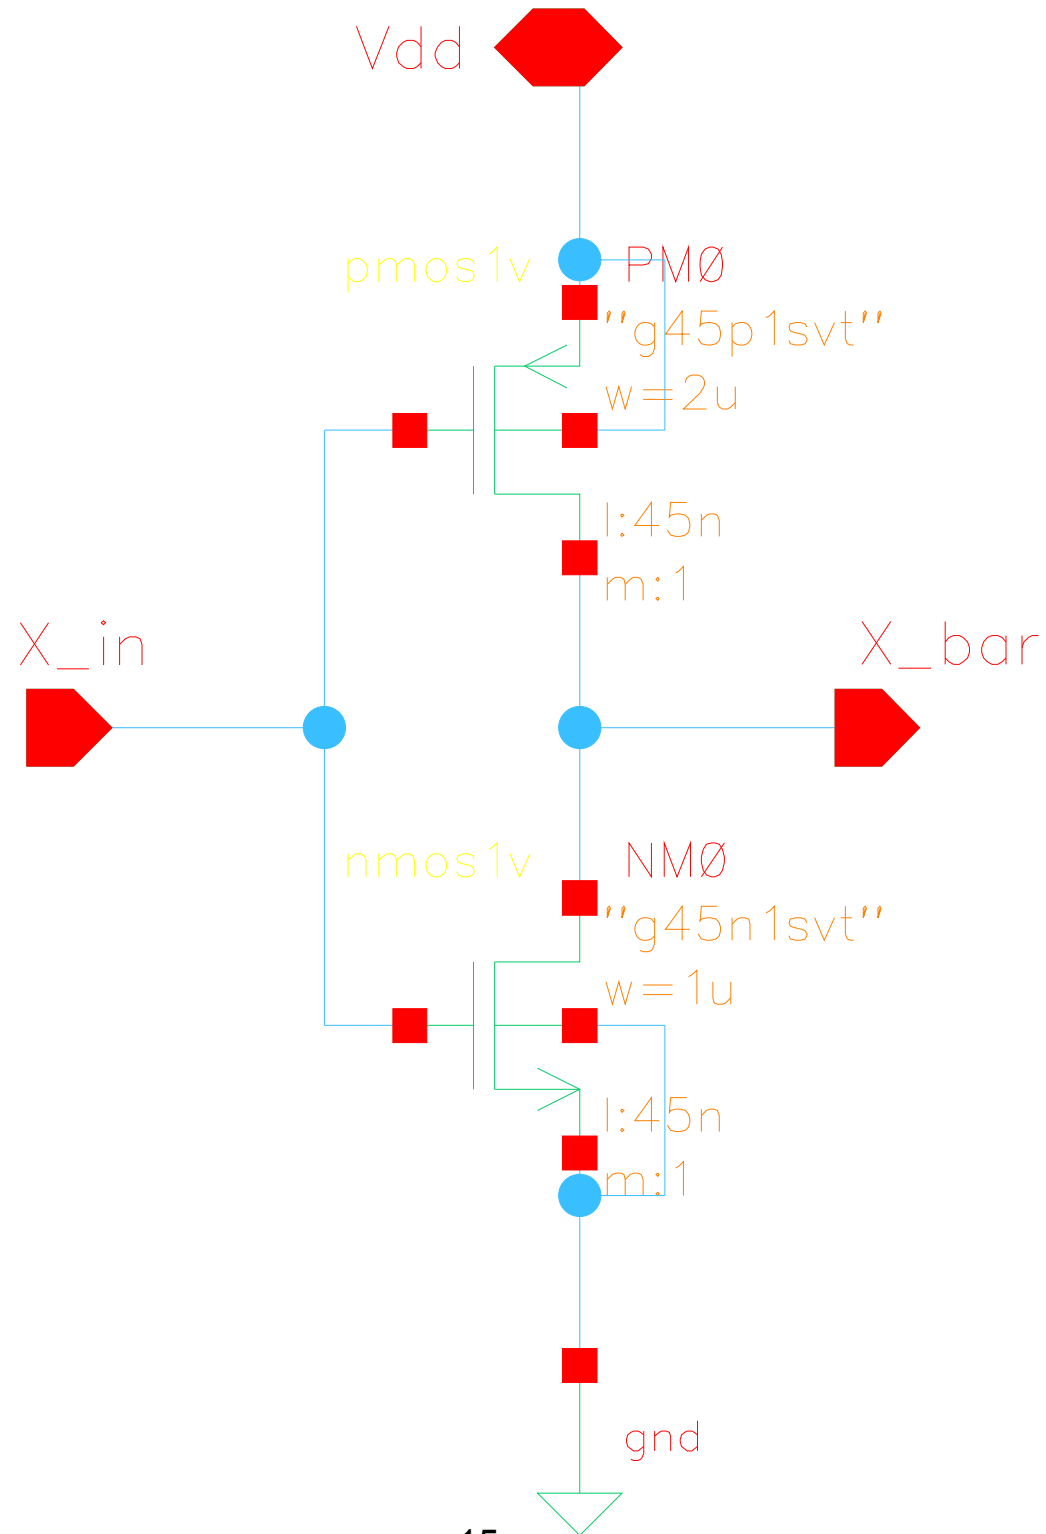 Vdd
pmos1v
PM0
"g45p1svt"
w=2u
l:45n
m:1
X_in
X_bar
nmos1v
NM0
"g45n1svt"
w=1u
l:45n
m:1
gnd